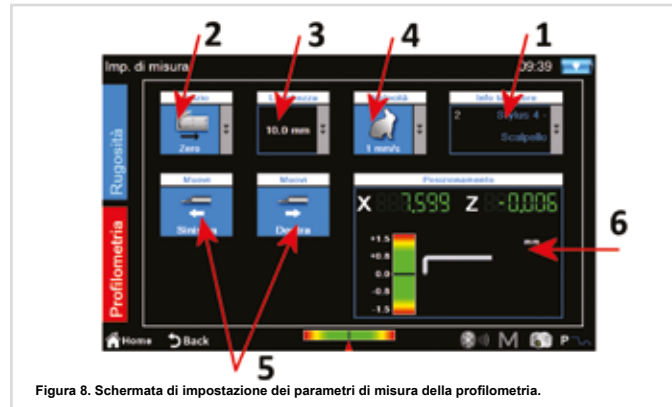 2 3 4 1
Imp. di misura 09:39
Rugosità
Profilometria
Zero
10.0 mm
1 mm/s
2 Stylus 4 -
Scalpello
Muovi
Sinistra
Muovi
Destra
Posizionamento
X 7,599 Z -0,006
mm
+1.5
+0.8
0.0
-0.8
-1.5
6
Home Back M P
5
Figura 8. Schermata di impostazione dei parametri di misura della profilometria.